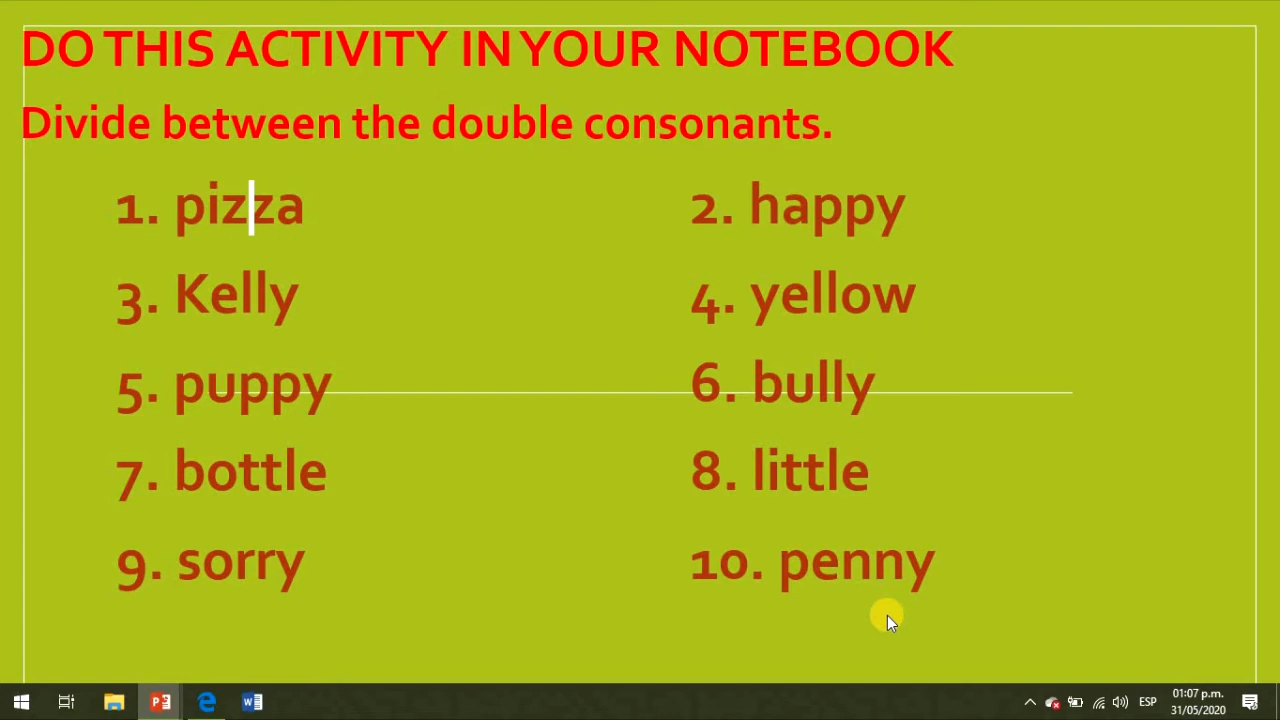 DO THIS ACTIVITY IN YOUR NOTEBOOK
Divide between the double consonants.
1. pizza 2. happy
3. Kelly 4. yellow
5. puppy 6. bully
7. bottle 8. little
9. sorry 10. penny
ESP 01:07 p.m.
31/05/2020